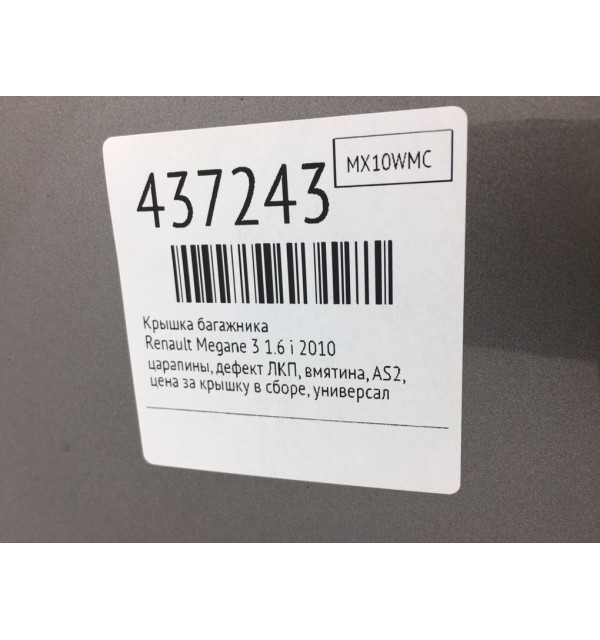 MX10WMC
437243
Крышка багажника
Renault Megane 3 1.6 i 2010
царапины, дефект ЛКП, вмятина, AS2,
цена за крышку в сборе, универсал